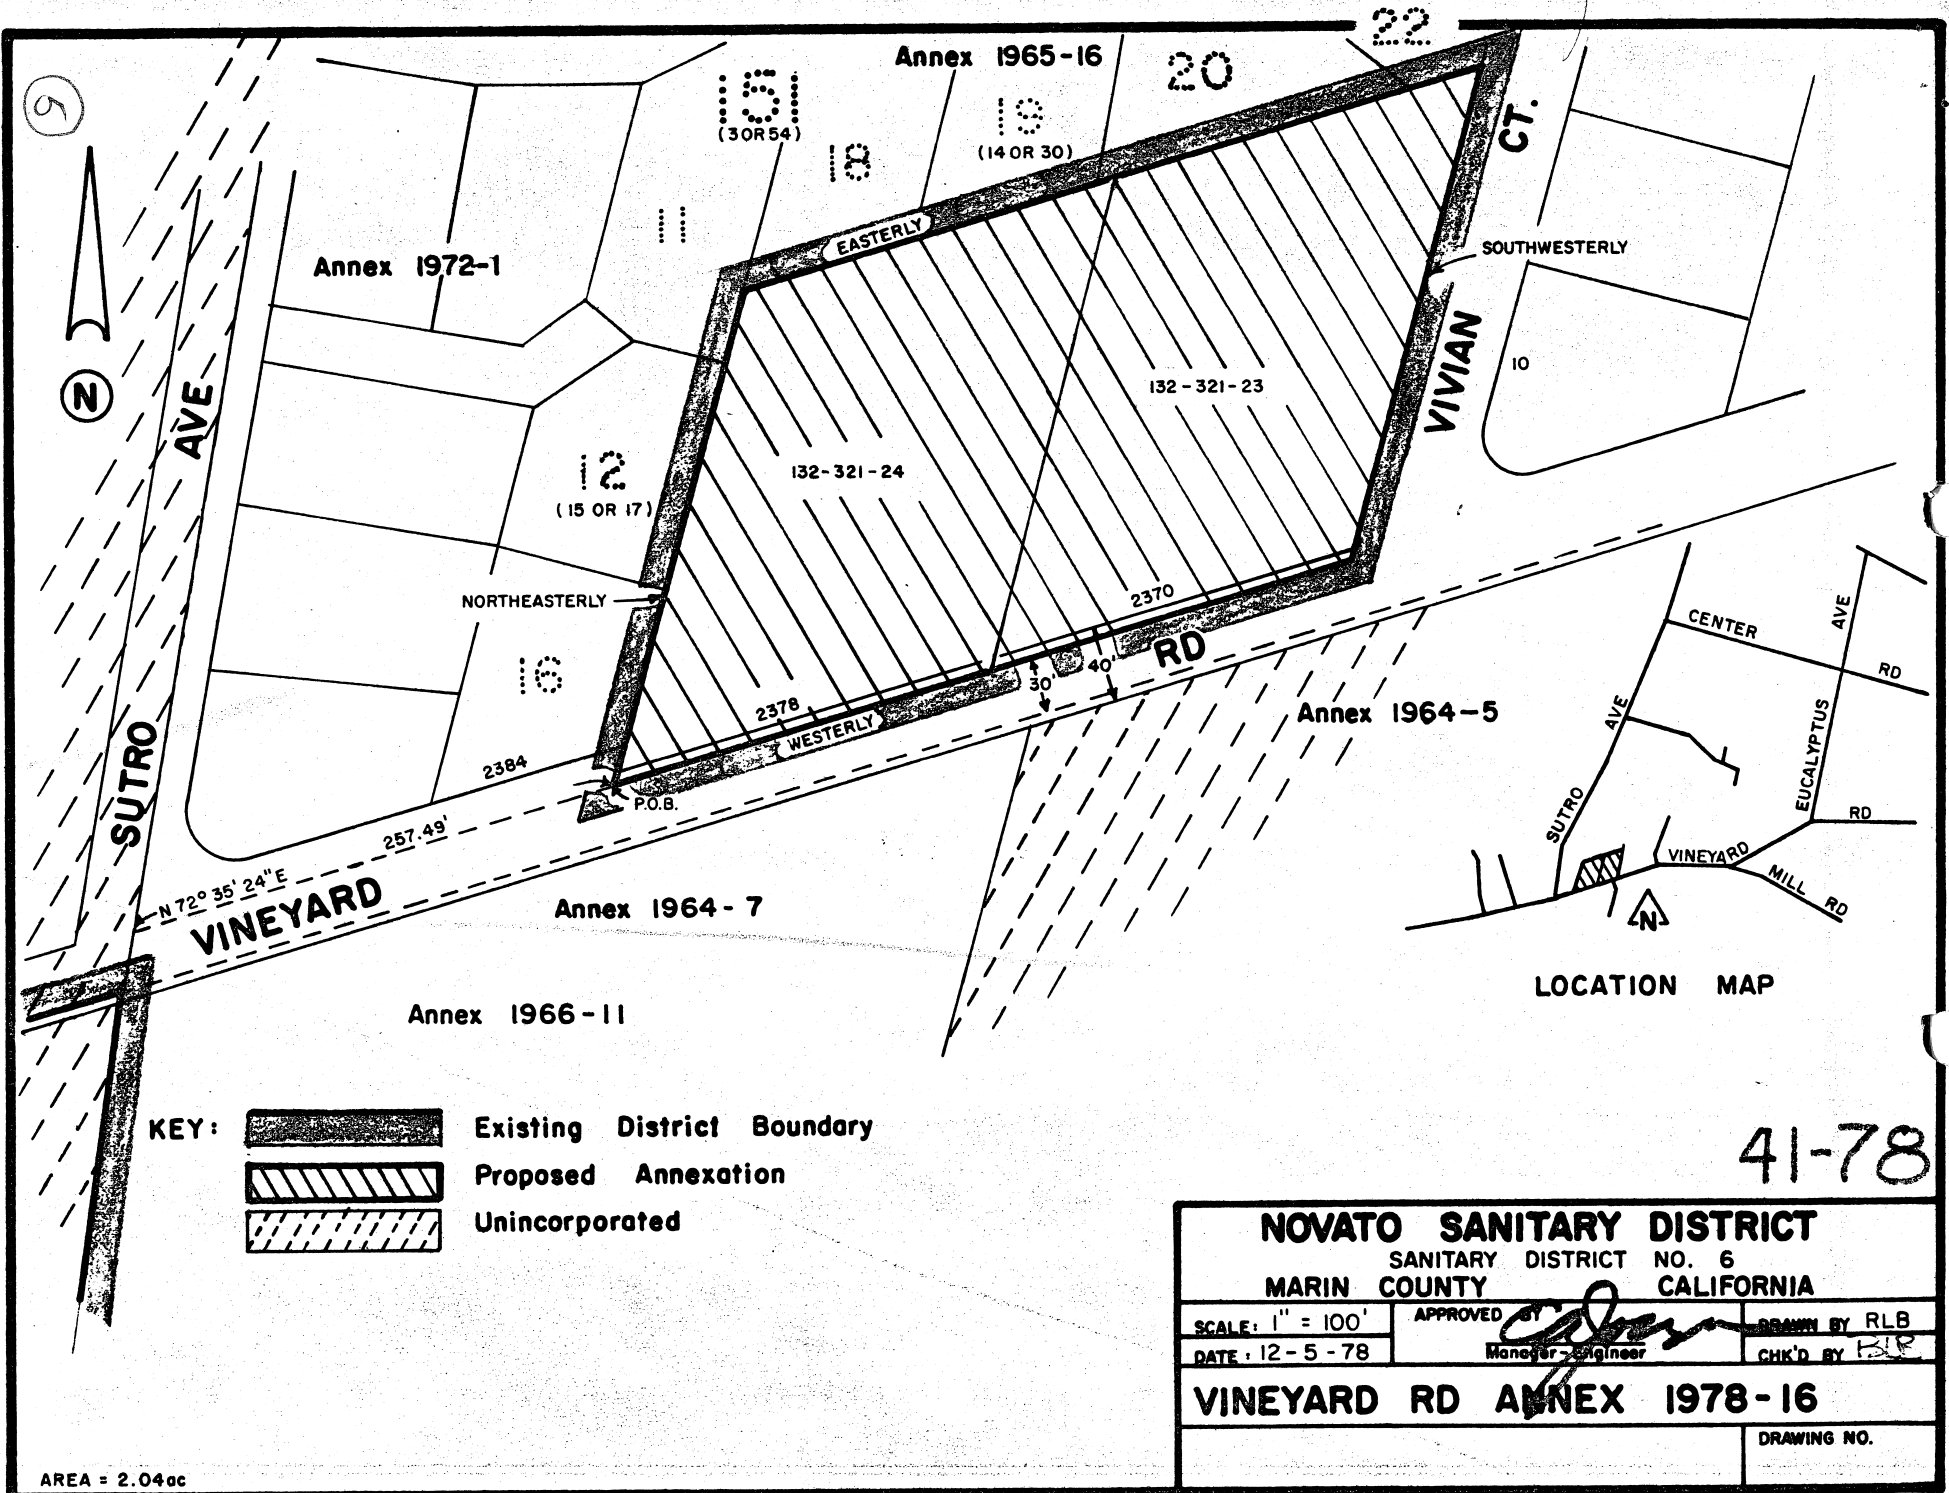 22
Annex 1965-16
20
151
(3 OR 54)
19
(14 OR 30)
18
11
CT.
EASTERLY
SOUTHWESTERLY
Annex 1972-1
N
AVE
VIVIAN
10
132-321-23
132-321-24
12
(15 OR 17)
NORTHEASTERLY
2370
16
RD
40'
30'
2378
WESTERLY
Annex 1964-5
2384
P.O.B.
SUTRO
257.49'
N 72° 35' 24" E
VINEYARD
Annex 1964-7
Annex 1966-11
CENTER
RD
AVE
AVE
EUCALYPTUS
SUTRO
RD
VINEYARD
MILL
RD
N
LOCATION MAP
KEY:
Existing District Boundary
Proposed Annexation
Unincorporated
41-78
NOVATO SANITARY DISTRICT
SANITARY DISTRICT NO. 6
MARIN COUNTY CALIFORNIA
SCALE: 1" = 100'
APPROVED BY
DRAWN BY RLB
DATE: 12-5-78
Manager-Engineer
CHK'D BY
VINEYARD RD ANNEX 1978-16
DRAWING NO.
AREA = 2.04ac